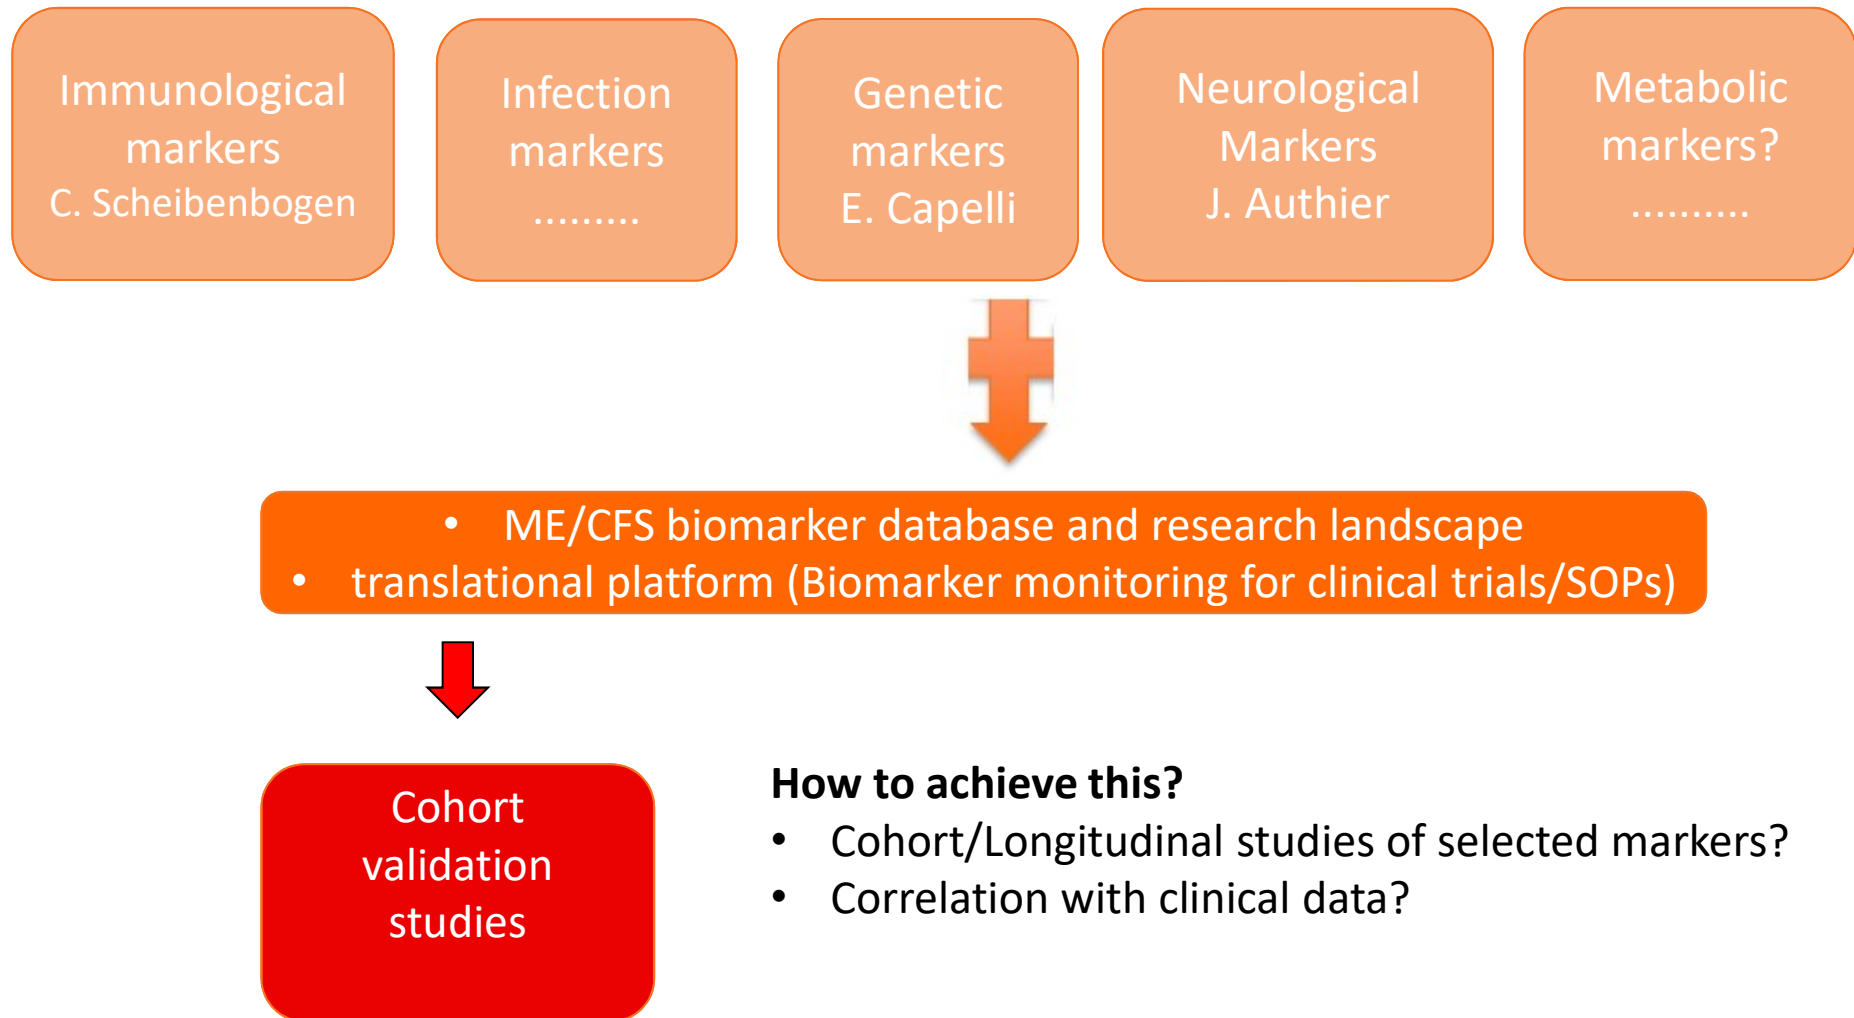 Immunological
markers
C. Scheibenbogen
Infection
markers
.........
Genetic
markers
E. Capelli
Neurological
Markers
J. Authier
Metabolic
markers?
..........
• ME/CFS biomarker database and research landscape
• translational platform (Biomarker monitoring for clinical trials/SOPs)
Cohort
validation
studies
How to achieve this?
• Cohort/Longitudinal studies of selected markers?
• Correlation with clinical data?